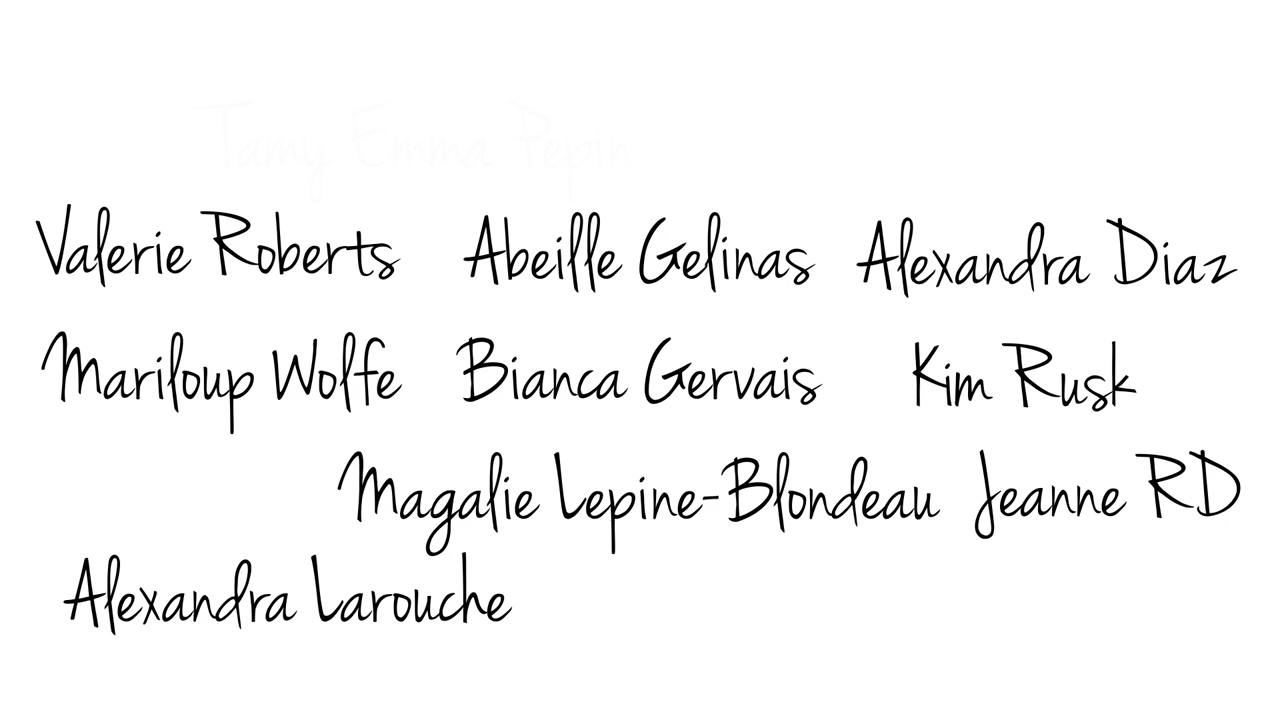 Tamy Emma Pepin
Valerie Roberts Abeille Gelinas Alexandra Diaz
Mariloup Wolfe Bianca Gervais Kim Rusk
Magalie Lepine-Blondeau Jeanne RD
Alexandra Larouche